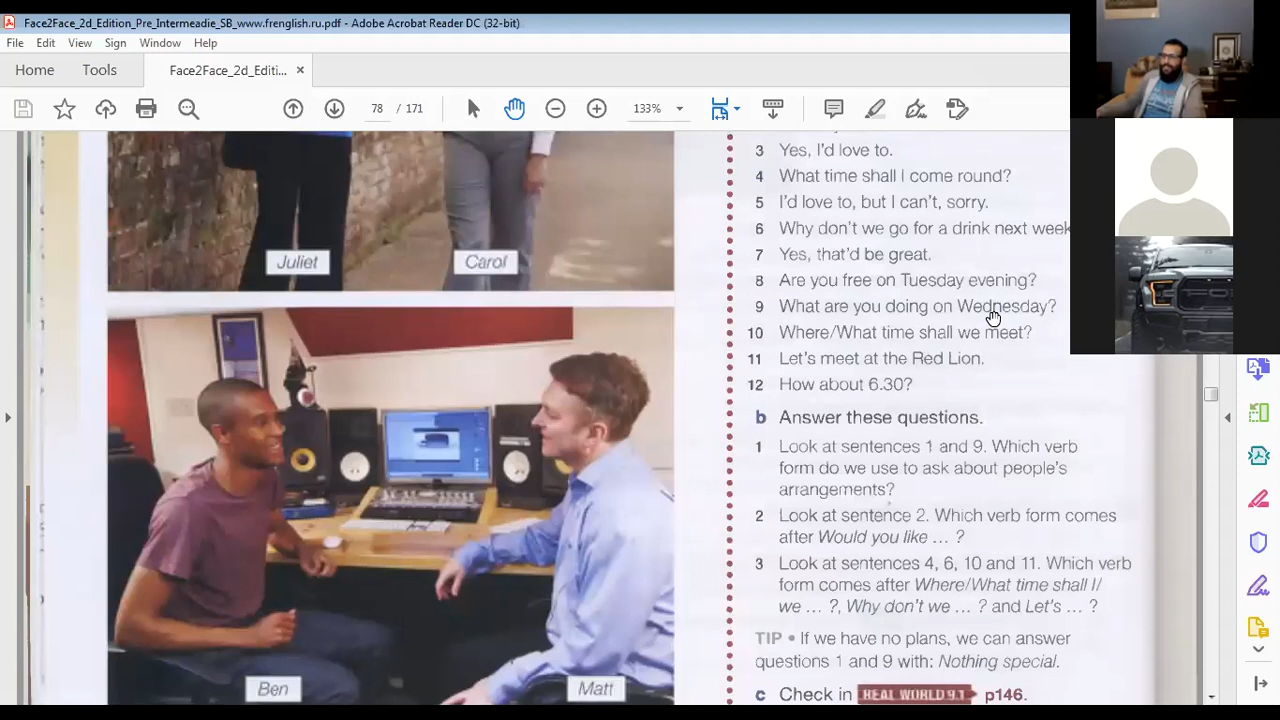 Face2Face_2d_Edition_Pre_Intermeadie_SB_www.frenglish.ru.pdf - Adobe Acrobat Reader DC (32-bit)
File Edit View Sign Window Help
Home Tools Face2Face_2d_Editi... ×
78 / 171 133%
Juliet
Carol
Ben
Matt
3 Yes, I'd love to.
4 What time shall I come round?
5 I'd love to, but I can't, sorry.
6 Why don't we go for a drink next week
7 Yes, that'd be great.
8 Are you free on Tuesday evening?
9 What are you doing on Wednesday?
10 Where/What time shall we meet?
11 Let's meet at the Red Lion.
12 How about 6.30?
b Answer these questions.
1 Look at sentences 1 and 9. Which verb
form do we use to ask about people's
arrangements?
2 Look at sentence 2. Which verb form comes
after Would you like … ?
3 Look at sentences 4, 6, 10 and 11. Which verb
form comes after Where/What time shall I/
we … ?, Why don't we … ? and Let's … ?
TIP • If we have no plans, we can answer
questions 1 and 9 with: Nothing special.
c Check in REAL WORLD 9.1 p146.